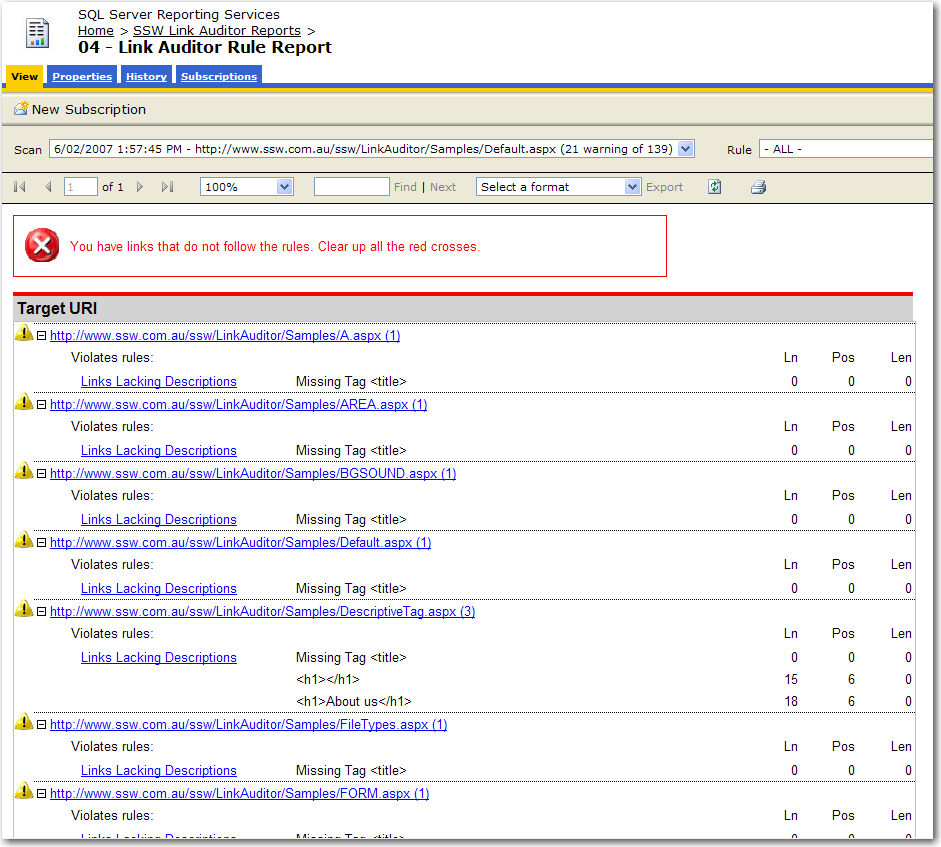 SQL Server Reporting Services
Home > SSW Link Auditor Reports >
04 - Link Auditor Rule Report
View Properties History Subscriptions
New Subscription
Scan 6/02/2007 1:57:45 PM - http://www.ssw.com.au/ssw/LinkAuditor/Samples/Default.aspx (21 warning of 139) Rule - ALL -
1 of 1 100% Find | Next Select a format Export
You have links that do not follow the rules. Clear up all the red crosses.
Target URI
http://www.ssw.com.au/ssw/LinkAuditor/Samples/A.aspx (1)
Violates rules: Ln Pos Len
Links Lacking Descriptions Missing Tag <title> 0 0 0
http://www.ssw.com.au/ssw/LinkAuditor/Samples/AREA.aspx (1)
Violates rules: Ln Pos Len
Links Lacking Descriptions Missing Tag <title> 0 0 0
http://www.ssw.com.au/ssw/LinkAuditor/Samples/BGSOUND.aspx (1)
Violates rules: Ln Pos Len
Links Lacking Descriptions Missing Tag <title> 0 0 0
http://www.ssw.com.au/ssw/LinkAuditor/Samples/Default.aspx (1)
Violates rules: Ln Pos Len
Links Lacking Descriptions Missing Tag <title> 0 0 0
http://www.ssw.com.au/ssw/LinkAuditor/Samples/DescriptiveTag.aspx (3)
Violates rules: Ln Pos Len
Links Lacking Descriptions Missing Tag <title> 0 0 0
<h1></h1> 15 6 0
<h1>About us</h1> 18 6 0
http://www.ssw.com.au/ssw/LinkAuditor/Samples/FileTypes.aspx (1)
Violates rules: Ln Pos Len
Links Lacking Descriptions Missing Tag <title> 0 0 0
http://www.ssw.com.au/ssw/LinkAuditor/Samples/FORM.aspx (1)
Violates rules: Ln Pos Len
Links Lacking Descriptions Missing Tag <title> 0 0 0